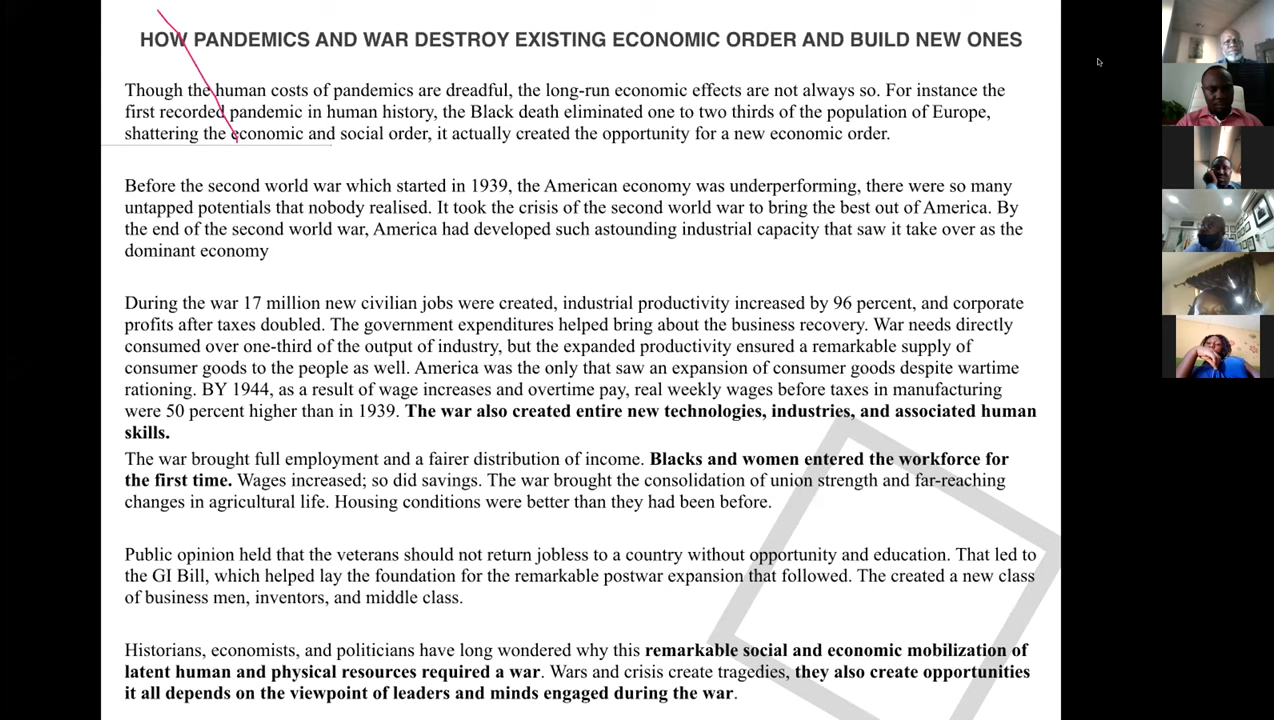 HOW PANDEMICS AND WAR DESTROY EXISTING ECONOMIC ORDER AND BUILD NEW ONES
Though the human costs of pandemics are dreadful, the long-run economic effects are not always so. For instance the
first recorded pandemic in human history, the Black death eliminated one to two thirds of the population of Europe,
shattering the economic and social order, it actually created the opportunity for a new economic order.
Before the second world war which started in 1939, the American economy was underperforming, there were so many
untapped potentials that nobody realised. It took the crisis of the second world war to bring the best out of America. By
the end of the second world war, America had developed such astounding industrial capacity that saw it take over as the
dominant economy
During the war 17 million new civilian jobs were created, industrial productivity increased by 96 percent, and corporate
profits after taxes doubled. The government expenditures helped bring about the business recovery. War needs directly
consumed over one-third of the output of industry, but the expanded productivity ensured a remarkable supply of
consumer goods to the people as well. America was the only that saw an expansion of consumer goods despite wartime
rationing. BY 1944, as a result of wage increases and overtime pay, real weekly wages before taxes in manufacturing
were 50 percent higher than in 1939. The war also created entire new technologies, industries, and associated human
skills.
The war brought full employment and a fairer distribution of income. Blacks and women entered the workforce for
the first time. Wages increased; so did savings. The war brought the consolidation of union strength and far-reaching
changes in agricultural life. Housing conditions were better than they had been before.
Public opinion held that the veterans should not return jobless to a country without opportunity and education. That led to
the GI Bill, which helped lay the foundation for the remarkable postwar expansion that followed. The created a new class
of business men, inventors, and middle class.
Historians, economists, and politicians have long wondered why this remarkable social and economic mobilization of
latent human and physical resources required a war. Wars and crisis create tragedies, they also create opportunities
it all depends on the viewpoint of leaders and minds engaged during the war.